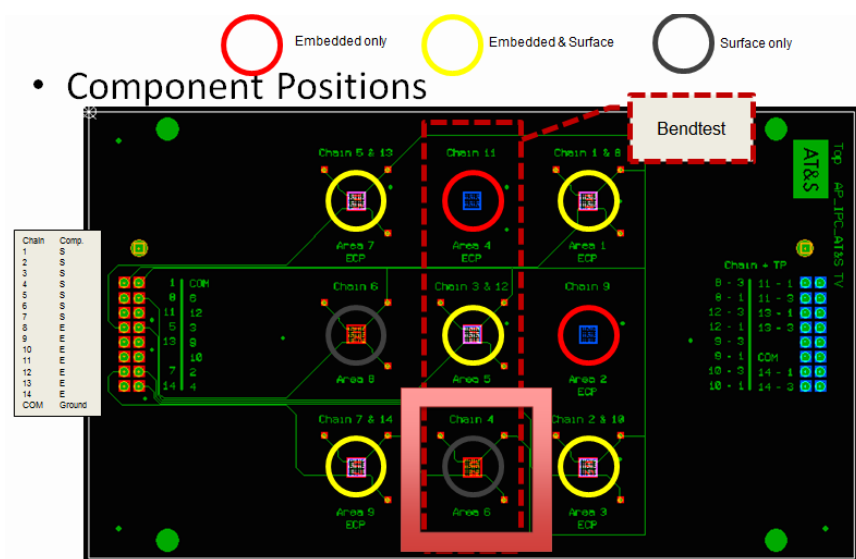 Embedded only
Embedded & Surface
Surface only
• Component Positions
Bendtest
Chain 5 & 13
Chain 11
Chain 1 & 8
AT&S
Top AP_IPC_AT&S TV
Area 7
ECP
Area 4
ECP
Area 1
ECP
Chain Comp.
1 S
2 S
3 S
4 S
5 S
6 S
7 S
8 E
9 E
10 E
11 E
12 E
13 E
14 E
COM Ground
1 COM
8 6
11 12
5 3
13 9
10
7 2
14 4
Chain 6
Chain 3 & 12
Chain 9
Area 8
Area 5
Area 2
ECP
Chain + TP
8 - 3 11 - 1
8 - 1 11 - 3
12 - 3 13 - 1
12 - 1 13 - 3
9 - 3
9 - 1 COM
10 - 3 14 - 1
10 - 1 14 - 3
Chain 7 & 14
Chain 4
Chain 2 & 10
Area 9
ECP
Area 6
Area 3
ECP